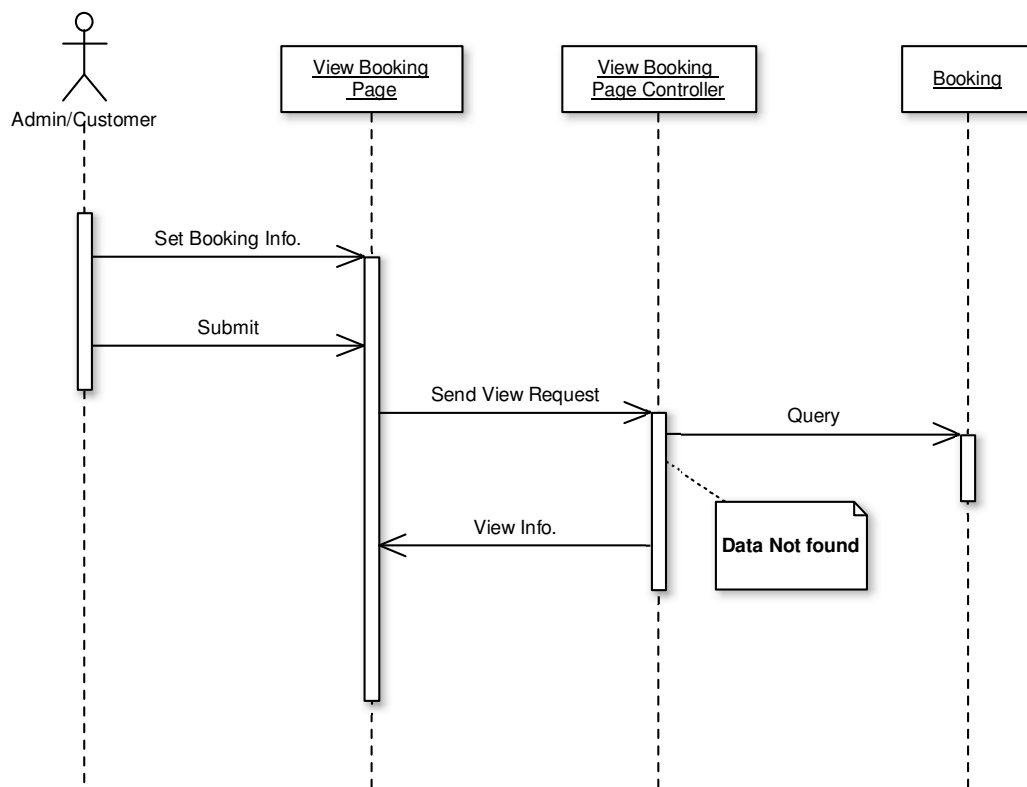 Admin/Customer
View Booking
Page
View Booking
Page Controller
Booking
Set Booking Info.
Submit
Send View Request
Query
View Info.
Data Not found